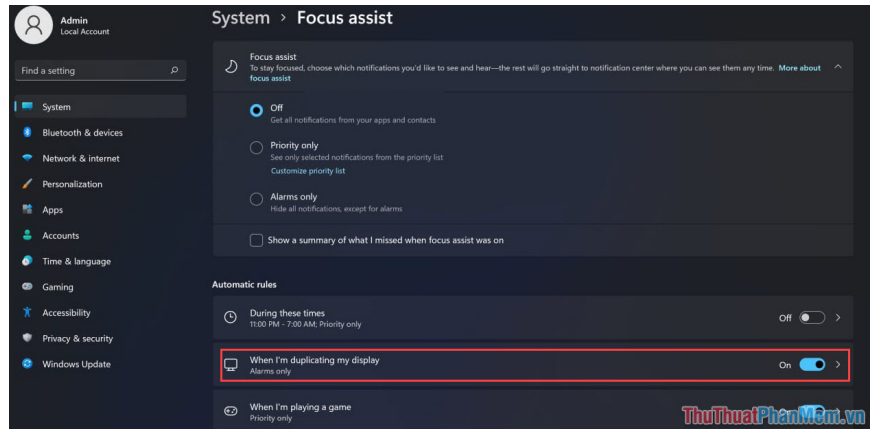 Admin
Local Account
Find a setting
System
Bluetooth & devices
Network & internet
Personalization
Apps
Accounts
Time & language
Gaming
Accessibility
Privacy & security
Windows Update
System > Focus assist
Focus assist
To stay focused, choose which notifications you'd like to see and hear—the rest will go straight to notification center where you can see them any time. More about
focus assist
Off
Get all notifications from your apps and contacts
Priority only
See only selected notifications from the priority list
Customize priority list
Alarms only
Hide all notifications, except for alarms
Show a summary of what I missed when focus assist was on
Automatic rules
During these times
11:00 PM - 7:00 AM; Priority only
Off
When I'm duplicating my display
Alarms only
On
When I'm playing a game
Priority only
ThuThuatPhanMem.vn